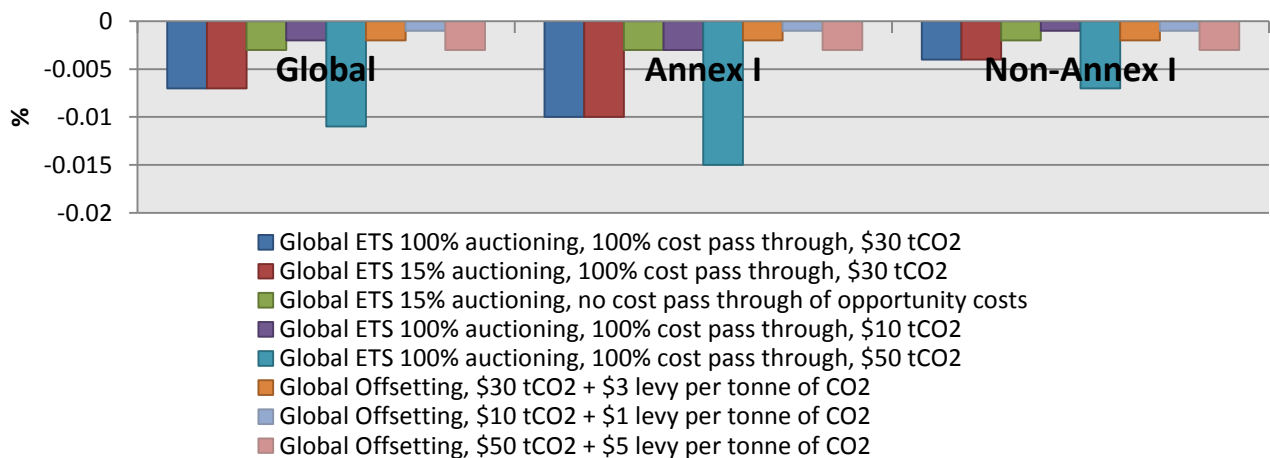 0
-0.005
-0.01
-0.015
-0.02
%
Global
Annex I
Non-Annex I
Global ETS 100% auctioning, 100% cost pass through, $30 tCO2
Global ETS 15% auctioning, 100% cost pass through, $30 tCO2
Global ETS 15% auctioning, no cost pass through of opportunity costs
Global ETS 100% auctioning, 100% cost pass through, $10 tCO2
Global ETS 100% auctioning, 100% cost pass through, $50 tCO2
Global Offsetting, $30 tCO2 + $3 levy per tonne of CO2
Global Offsetting, $10 tCO2 + $1 levy per tonne of CO2
Global Offsetting, $50 tCO2 + $5 levy per tonne of CO2